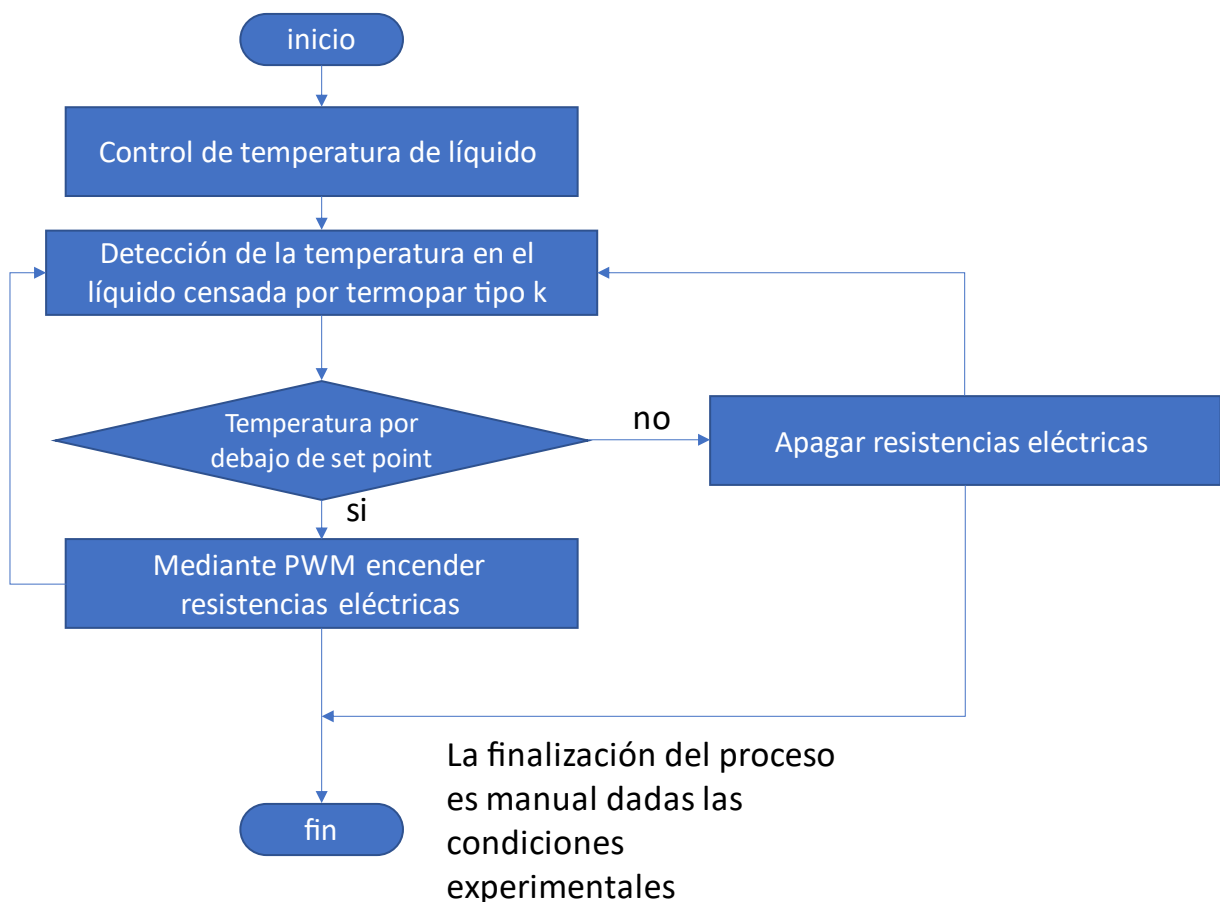 inicio
Control de temperatura de líquido
Detección de la temperatura en el
líquido censada por termopar tipo k
Temperatura por
debajo de set point
no
Apagar resistencias eléctricas
si
Mediante PWM encender
resistencias eléctricas
La finalización del proceso
es manual dadas las
condiciones
experimentales
fin